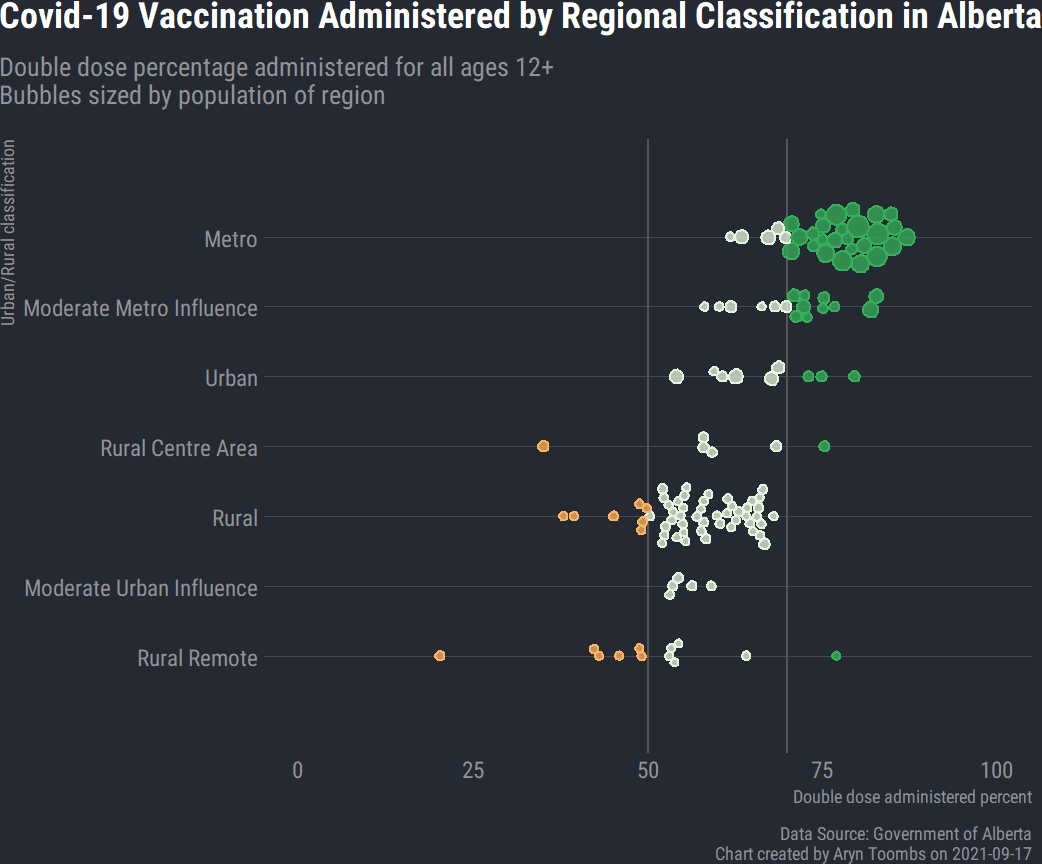 Covid-19 Vaccination Administered by Regional Classification in Alberta
Double dose percentage administered for all ages 12+
Bubbles sized by population of region
Urban/Rural classification
Metro
Moderate Metro Influence
Urban
Rural Centre Area
Rural
Moderate Urban Influence
Rural Remote
0 25 50 75 100
Double dose administered percent
Data Source: Government of Alberta
Chart created by Aryn Toombs on 2021-09-17